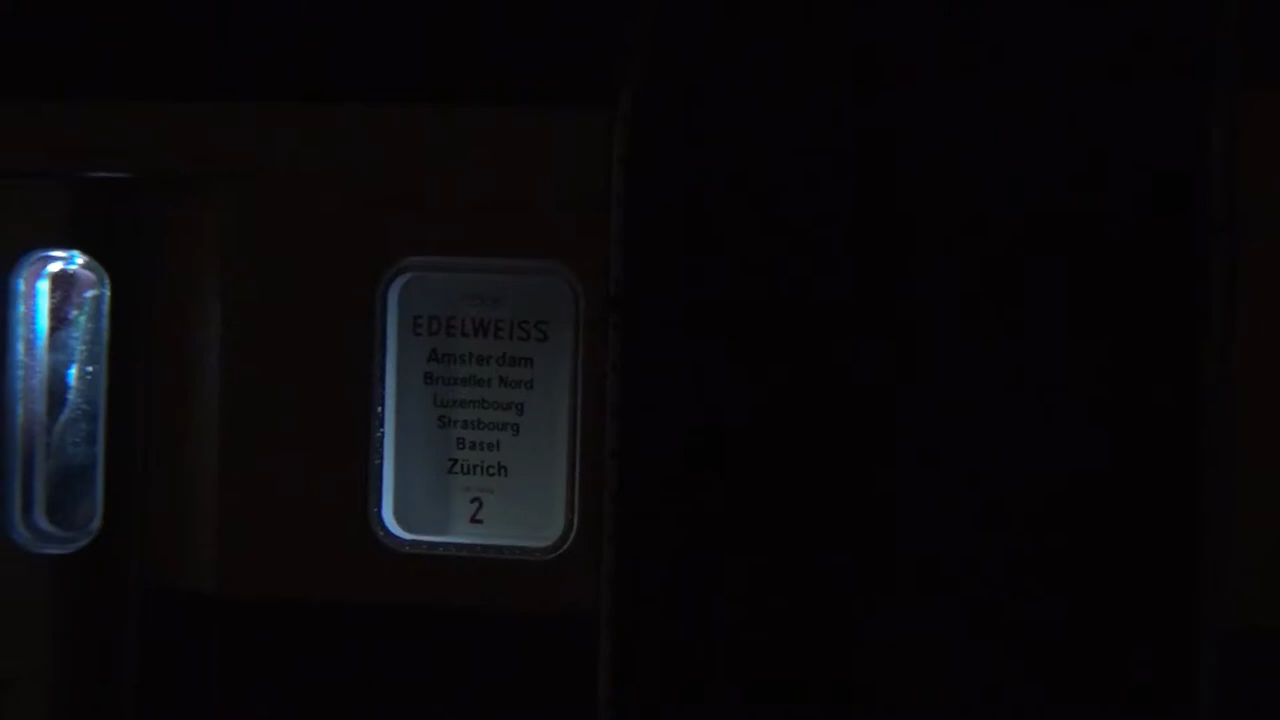 EDELWEISS
Amsterdam
Bruxelles Nord
Luxembourg
Strasbourg
Basel
Zürich
2